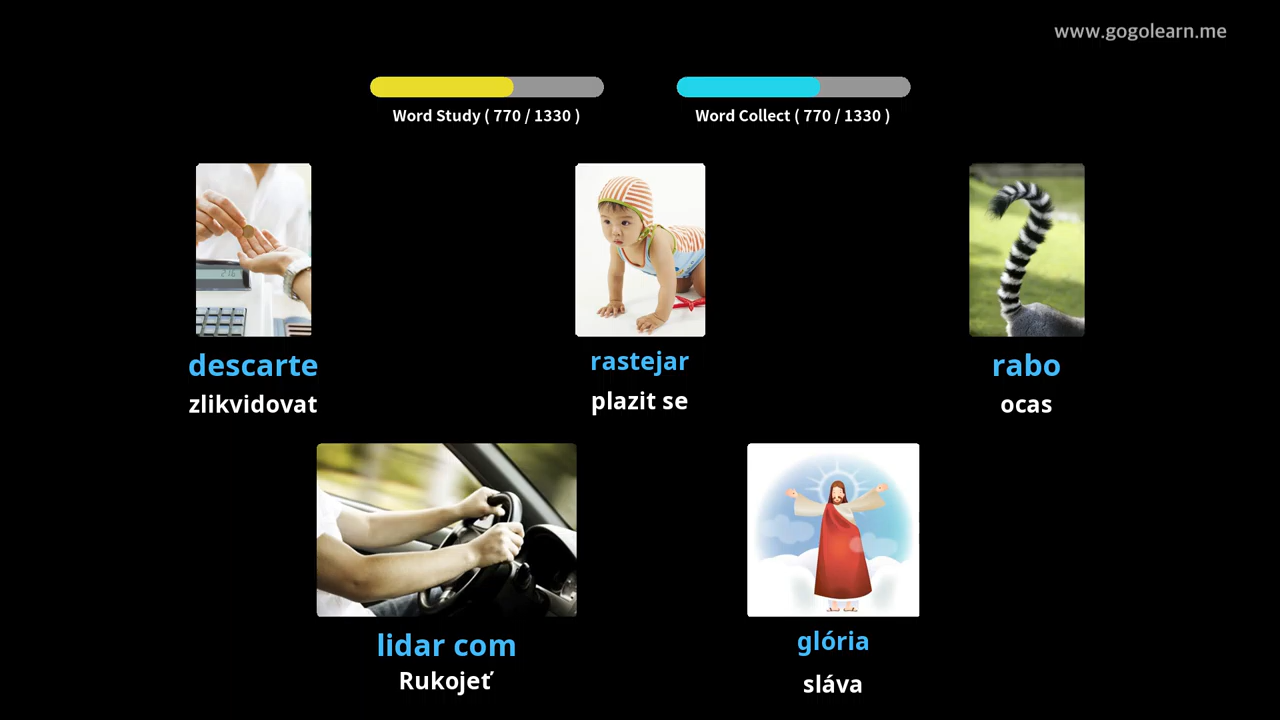 www.gogolearn.me
Word Study ( 770 / 1330 )
Word Collect ( 770 / 1330 )
descarte
zlikvidovat
rastejar
plazit se
rabo
ocas
lidar com
Rukojeť
glória
sláva